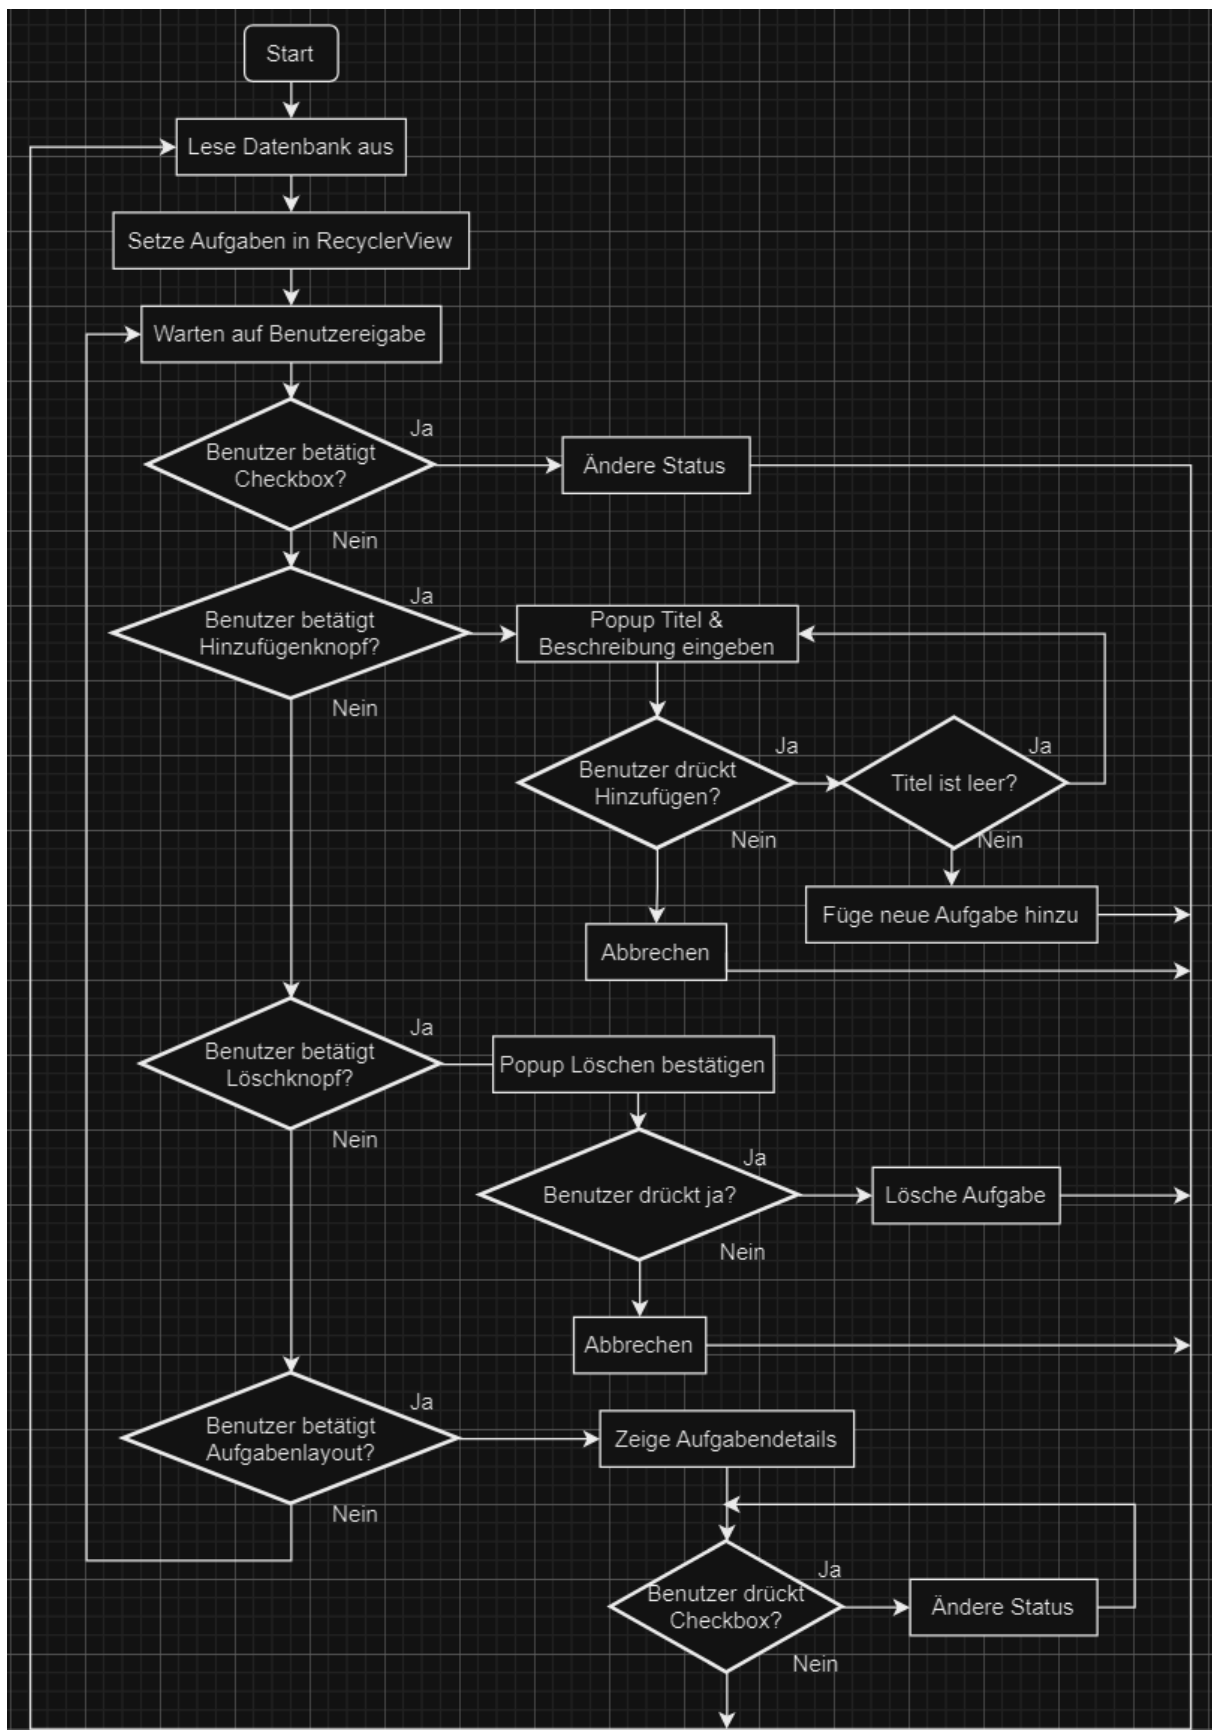 Start
Lese Datenbank aus
Setze Aufgaben in RecyclerView
Warten auf Benutzereigabe
Benutzer betätigt
Checkbox?
Ja
Ändere Status
Nein
Benutzer betätigt
Hinzufügenknopf?
Ja
Popup Titel &
Beschreibung eingeben
Nein
Benutzer drückt
Hinzufügen?
Ja
Titel ist leer?
Ja
Nein
Nein
Füge neue Aufgabe hinzu
Abbrechen
Benutzer betätigt
Löschknopf?
Ja
Popup Löschen bestätigen
Nein
Benutzer drückt ja?
Ja
Lösche Aufgabe
Nein
Abbrechen
Benutzer betätigt
Aufgabenlayout?
Ja
Zeige Aufgabendetails
Nein
Benutzer drückt
Checkbox?
Ja
Ändere Status
Nein